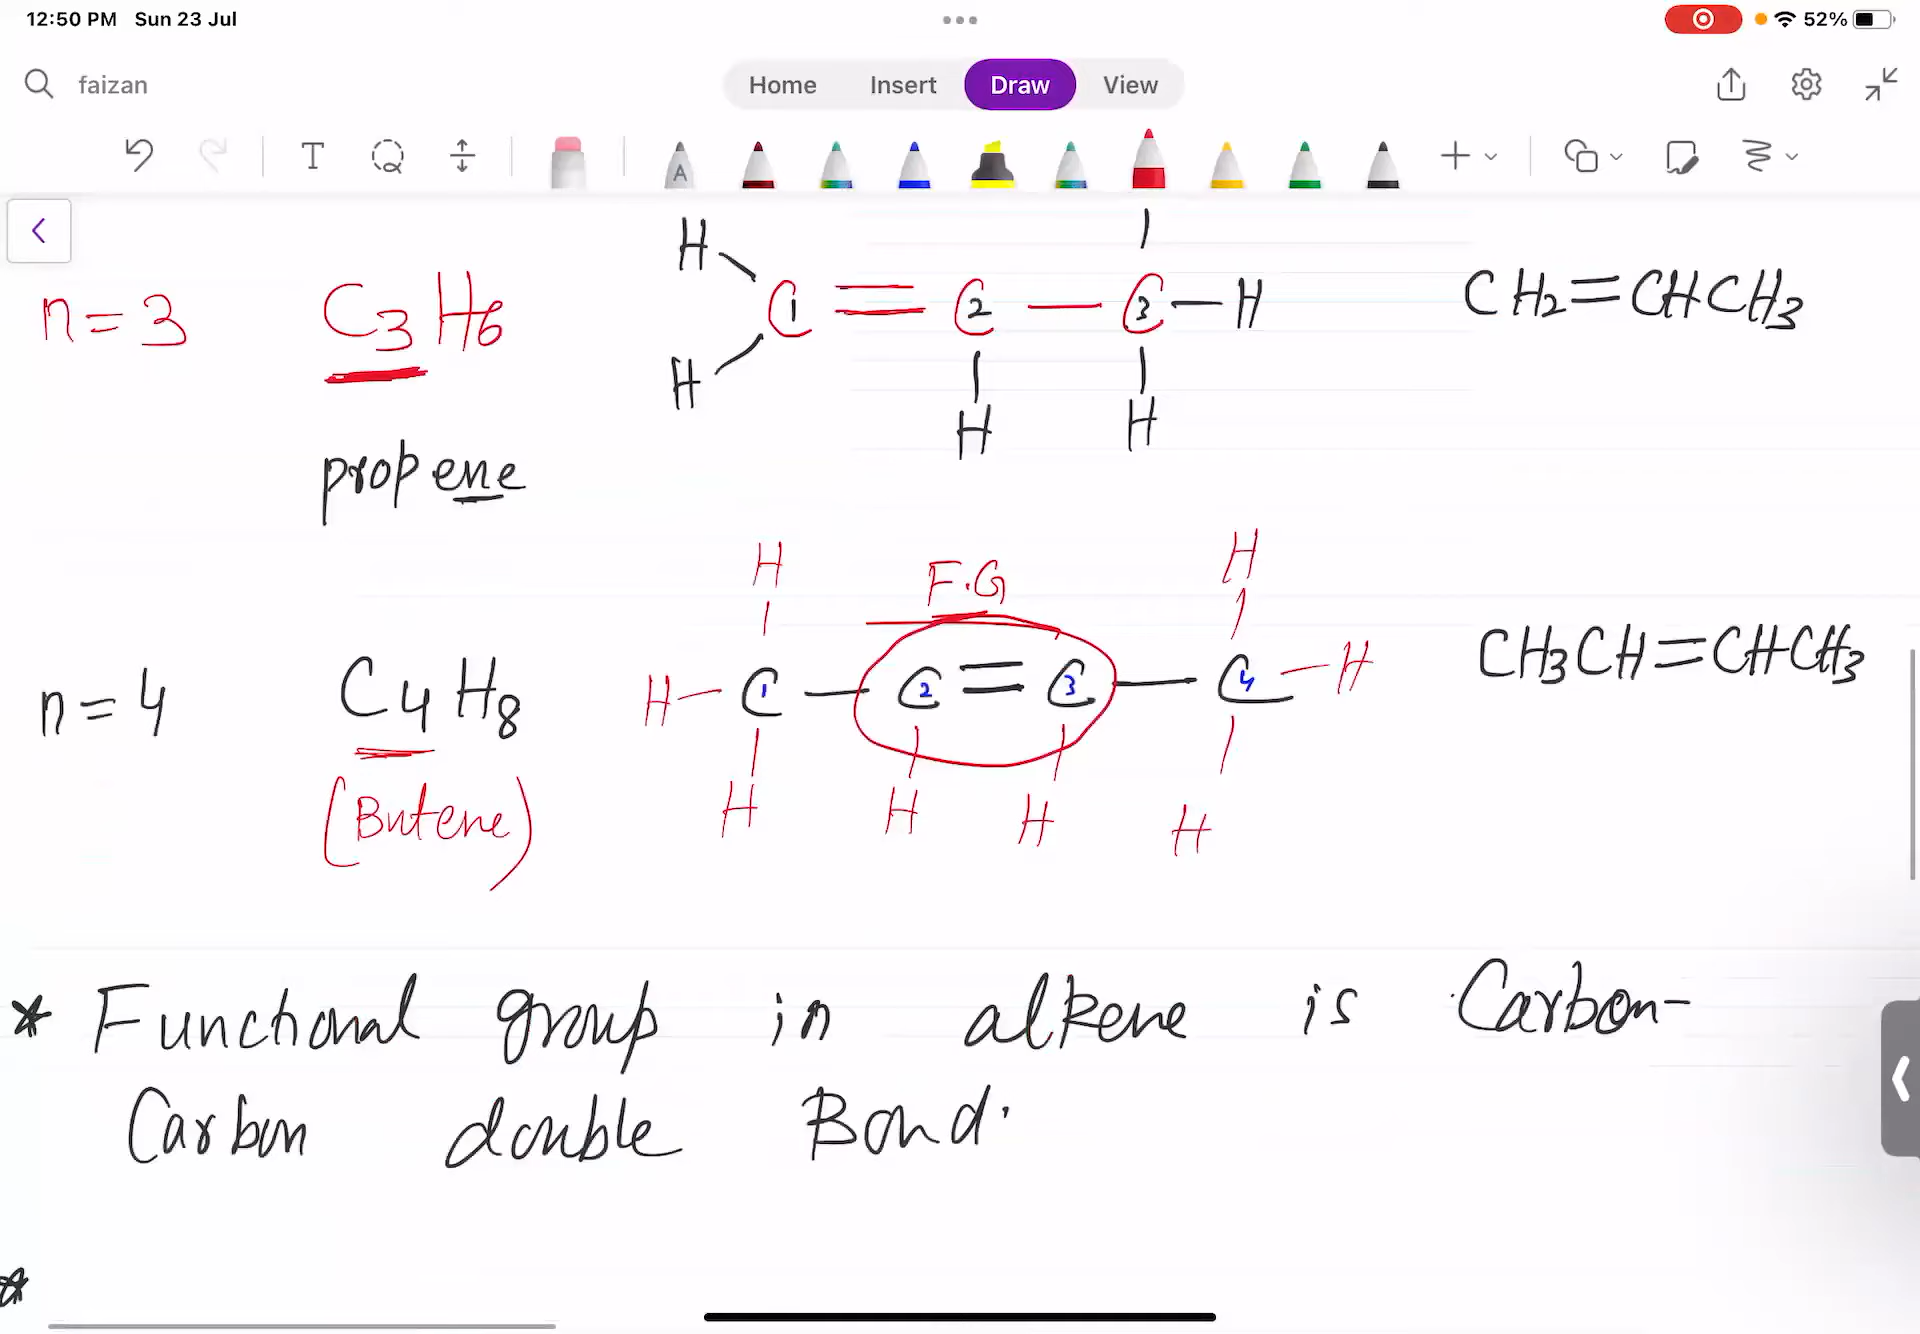 12:50 PM Sun 23 Jul
52%
faizan
Home Insert Draw View
A
H
n=3 C3H6 C1=C2—C3—H CH2=CHCH3
H
H H
propene
H F.G H
n=4 C4H8 H—C1—C2=C3—C4—H CH3CH=CHCH3
(Butene) H H H H
* Functional group in alkene is Carbon-
Carbon double Bond.
*